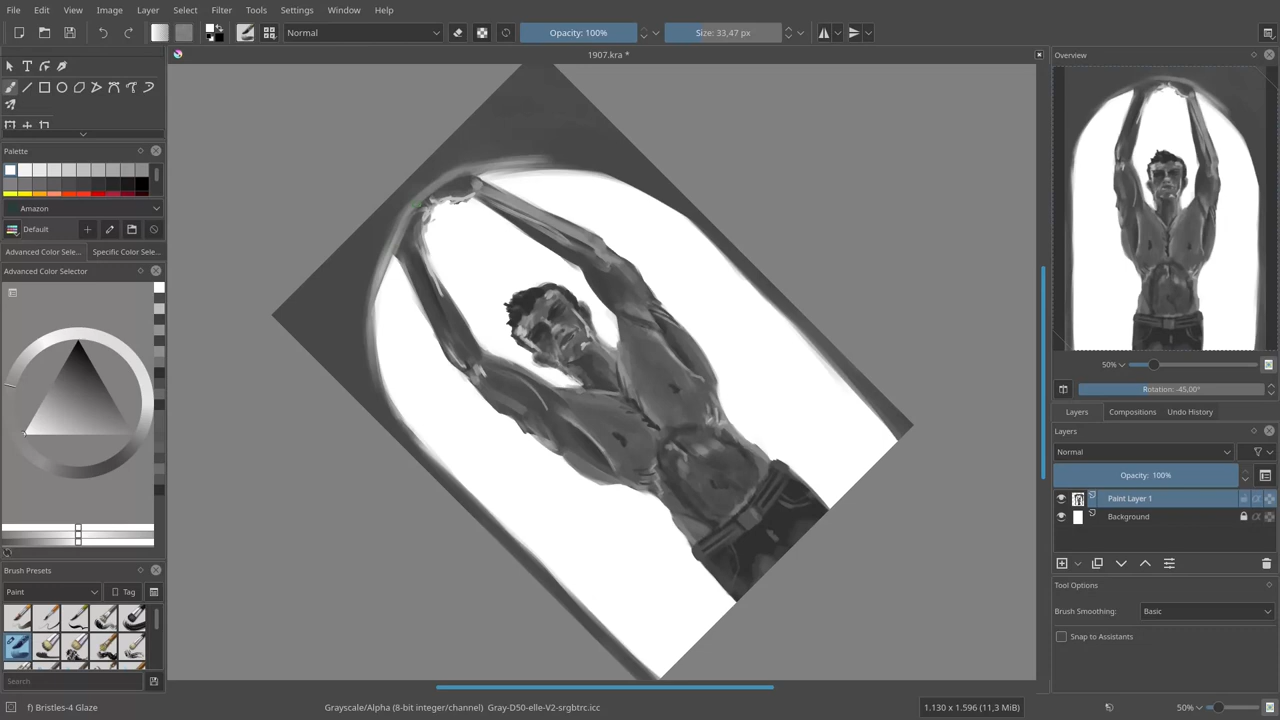 File Edit View Image Layer Select Filter Tools Settings Window Help
Normal
Opacity: 100%
Size: 33,47 px
1907.kra *
Overview
50%
Rotation: -45,00°
Palette
Amazon
Default
Advanced Color Sele...
Specific Color Sele...
Advanced Color Selector
Layers
Compositions
Undo History
Layers
Normal
Opacity: 100%
Paint Layer 1
Background
Tool Options
Brush Smoothing:
Basic
Snap to Assistants
Brush Presets
Paint
Tag
Search
f) Bristles-4 Glaze
Grayscale/Alpha (8-bit integer/channel) Gray-D50-elle-V2-srgbtrc.icc
1.130 x 1.596 (11,3 MiB)
50%